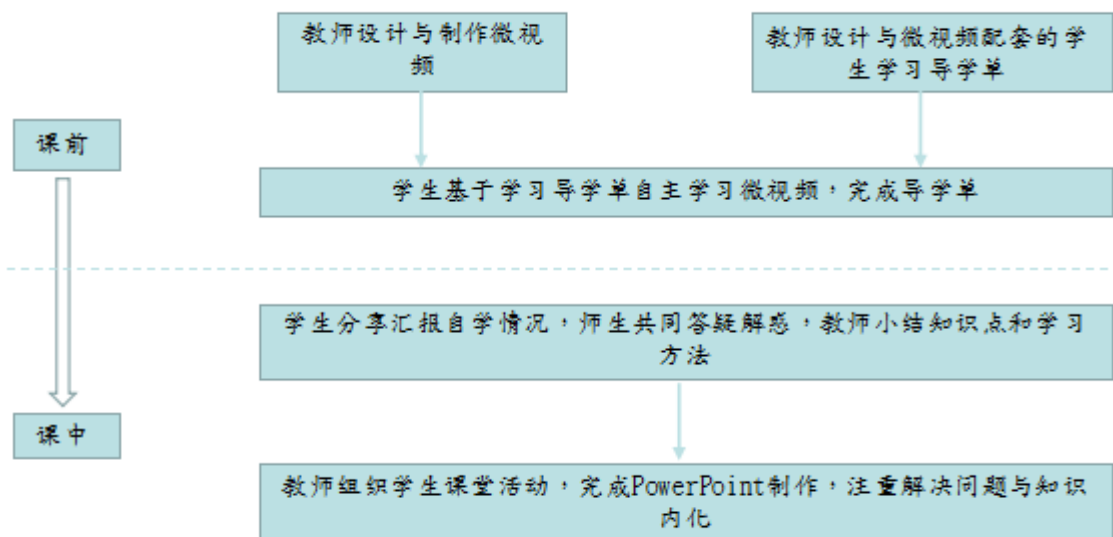 教师设计与制作微视
频
教师设计与微视频配套的学
生学习导学单
课前
学生基于学习导学单自主学习微视频，完成导学单
学生分享汇报自学情况，师生共同答疑解惑，教师小结知识点和学习
方法
课中
教师组织学生课堂活动，完成PowerPoint制作，注重解决问题与知识
内化